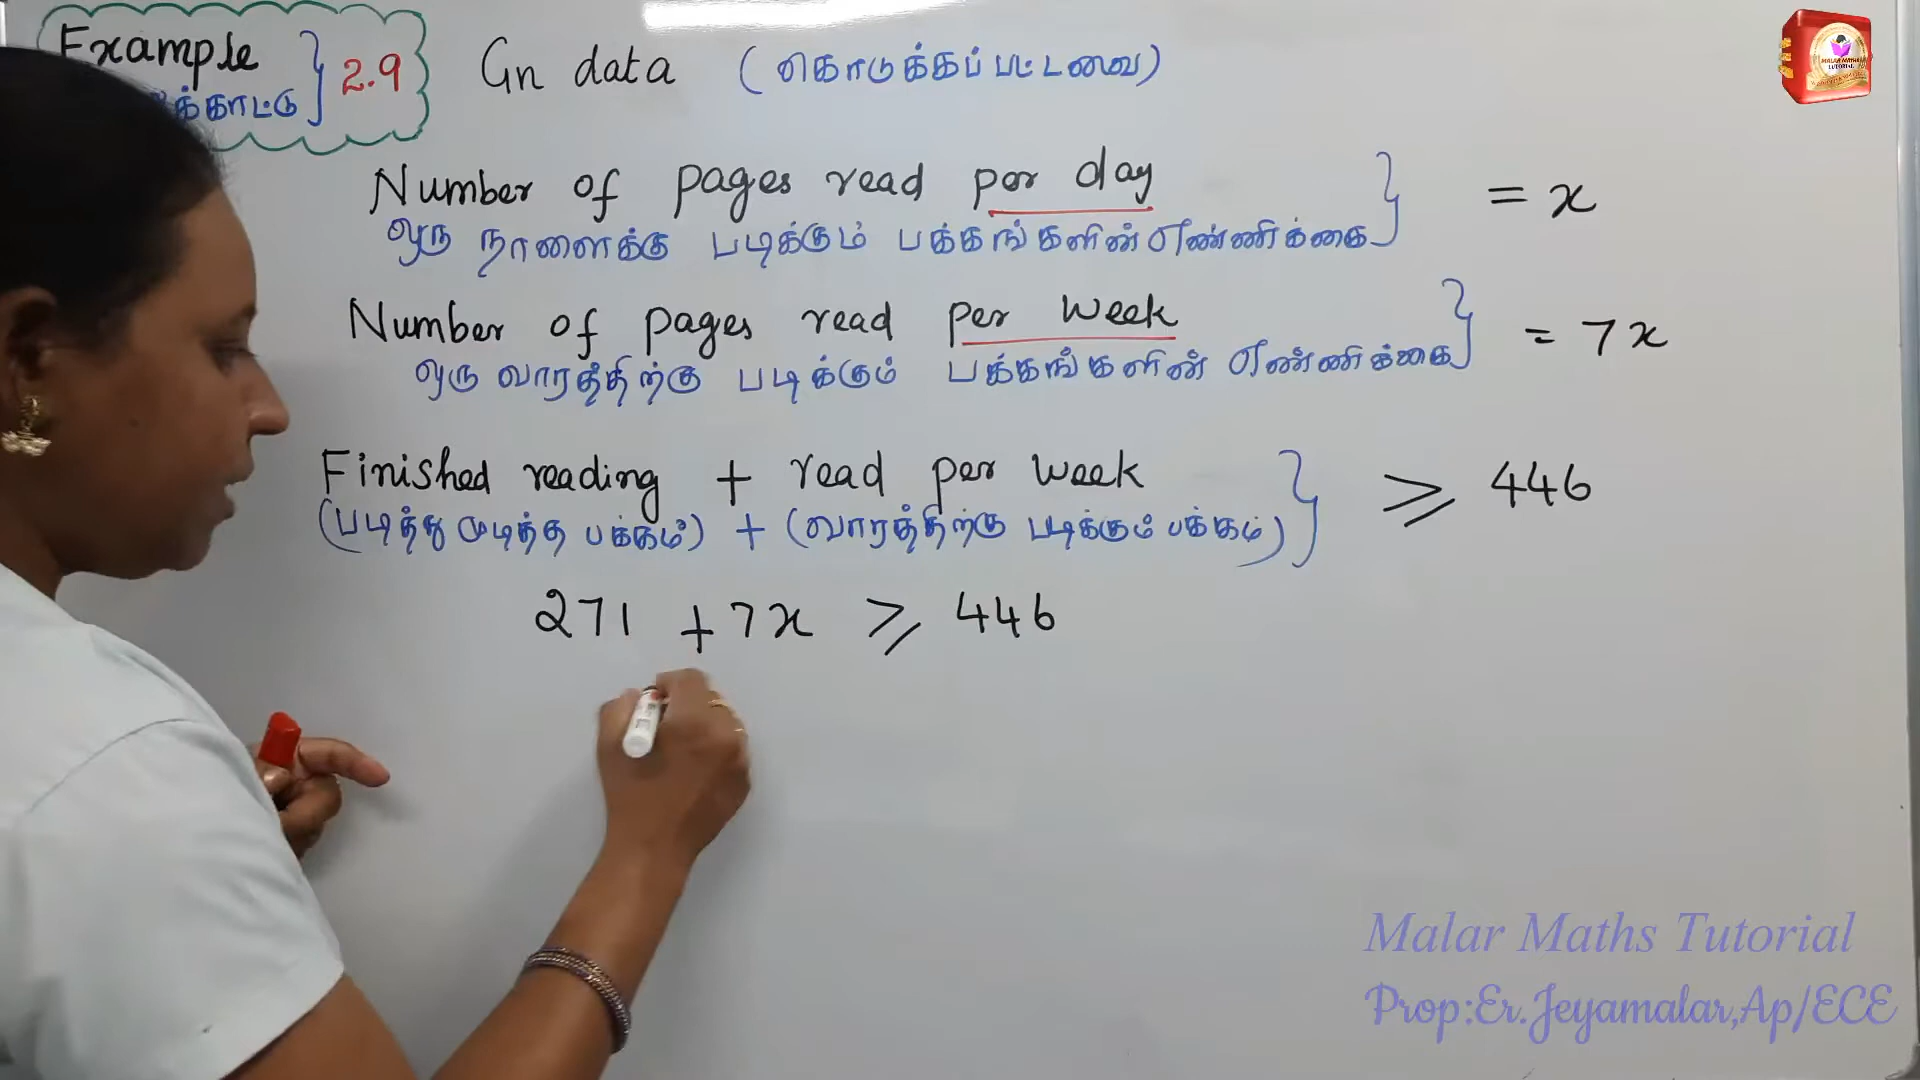 Example } 2.9
க்காட்டு
Gn data (கொடுக்கப்பட்டவை)
Number of pages read per day } = x
ஒரு நாளைக்கு படிக்கும் பக்கங்களின் எண்ணிக்கை
Number of pages read per week } = 7x
ஒரு வாரத்திற்கு படிக்கும் பக்கங்களின் எண்ணிக்கை
Finished reading + read per week } ≥ 446
(படித்து முடித்த பக்கம்) + (வாரத்திற்கு படிக்கும் பக்கம்)
271 + 7x ≥ 446
Malar Maths Tutorial
Prop:Er.Jeyamalar,Ap/ECE
MALAR MATHS
TUTORIAL